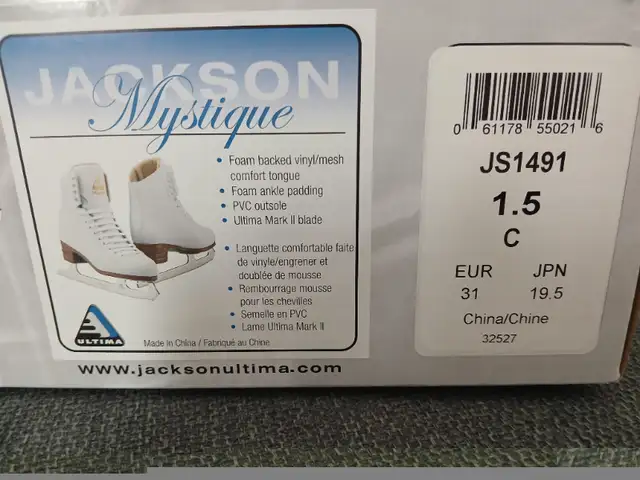 JACKSON
Mystique
• Foam backed vinyl/mesh
comfort tongue
• Foam ankle padding
• PVC outsole
• Ultima Mark II blade
• Languette comfortable faite
de vinyle/engrener et
doublée de mousse
• Rembourrage mousse
pour les chevilles
• Semelle en PVC
• Lame Ultima Mark II
ULTIMA
Made in China / Fabriqué au Chine
www.jacksonultima.com
0 61178 55021 6
JS1491
1.5
C
EUR JPN
31 19.5
China/Chine
32527